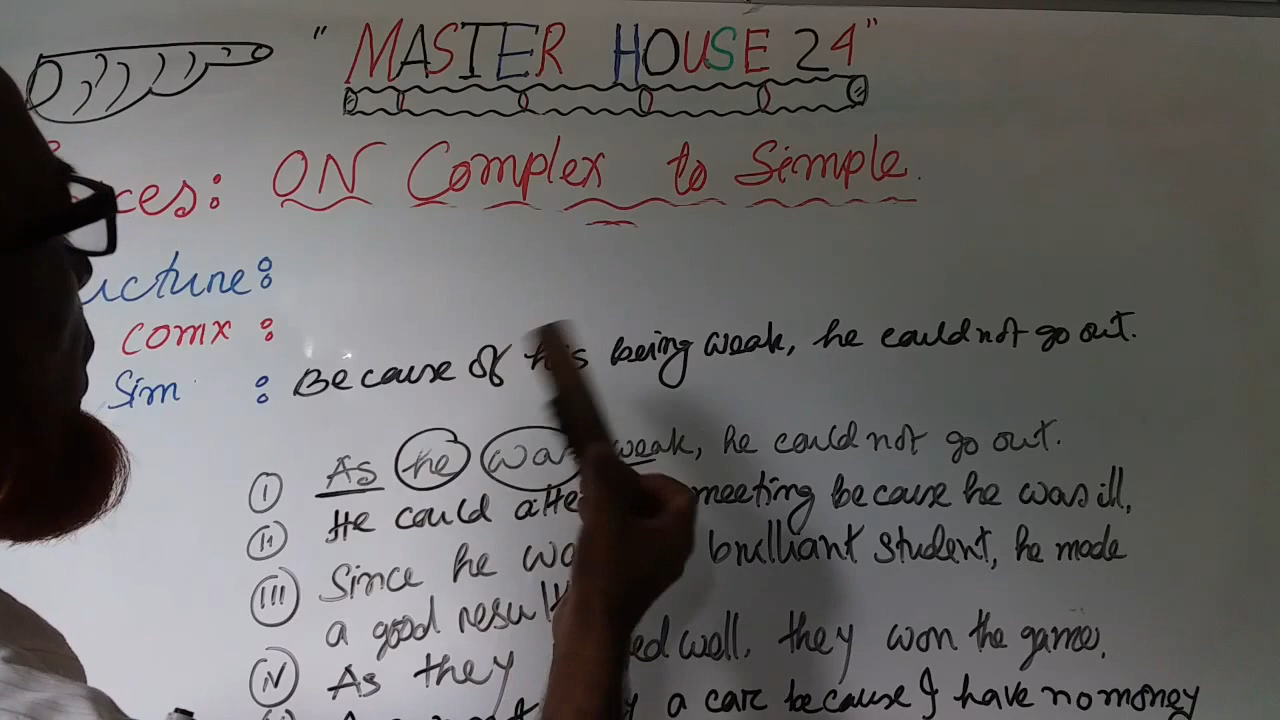 "MASTER HOUSE 24"
ces: ON Complex to Simple.
ucture:
comx :
Sim : Because of his being weak, he could not go out.
(I) As he was weak, he could not go out.
(II) He could atte meeting because he was ill,
(III) Since he wa brulliant student, he made
a good result
(IV) As they ed well, they won the game,
a car because I have no money